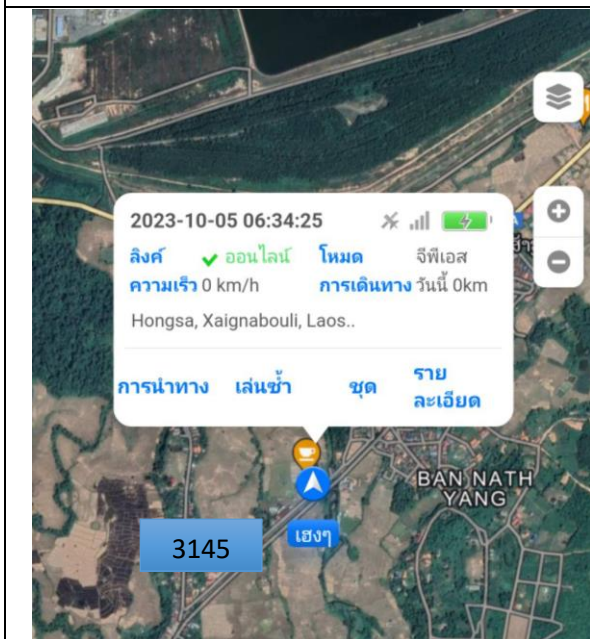 2023-10-05 06:34:25
ลิงค์ ออนไลน์ โหมด จีพีเอส
ความเร็ว 0 km/h การเดินทาง วันนี้ 0km
Hongsa, Xaignabouli, Laos..
การนำทาง เล่นซ้ำ ชุด ราย
ละเอียด
BAN NATH
YANG
เฮงๆ
3145